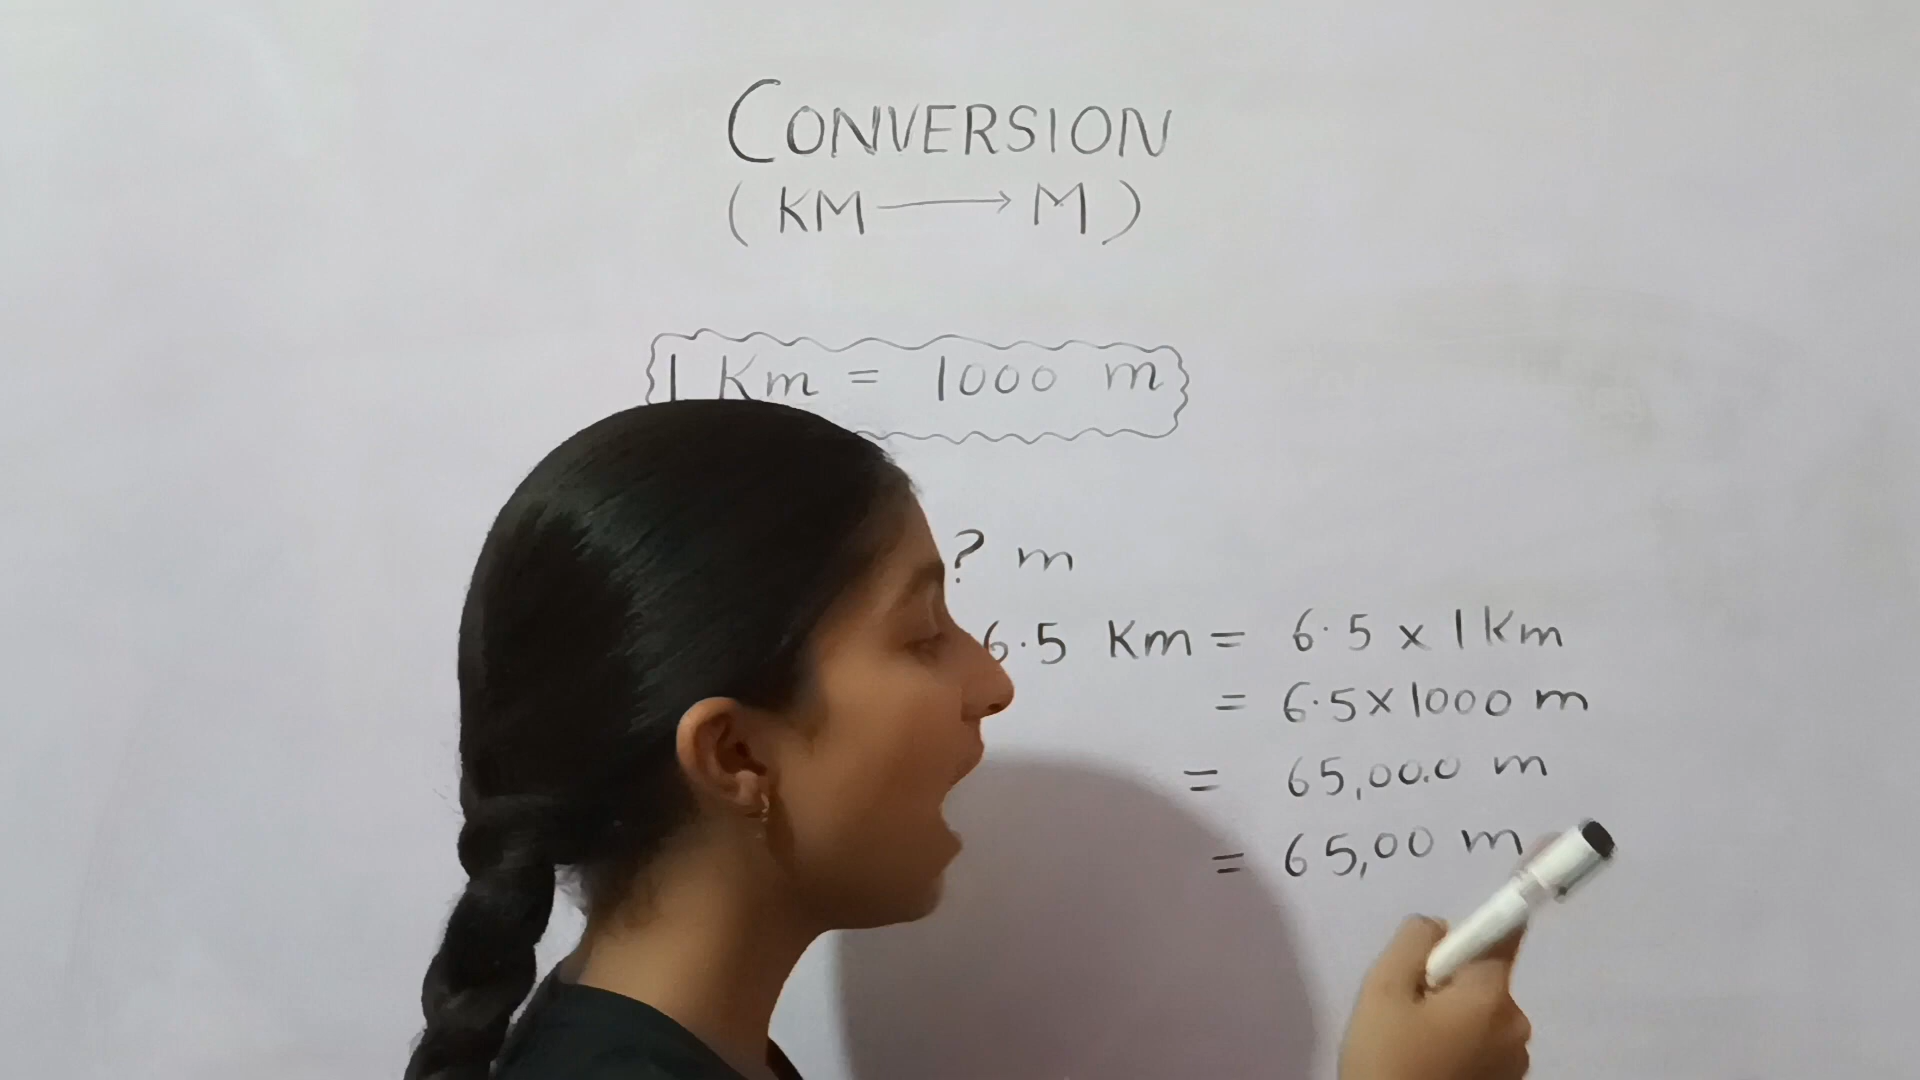 CONVERSION
(KM → M)
1 Km = 1000 m
? m
6.5 Km = 6.5 x 1 Km
= 6.5 x 1000 m
= 65,00.0 m
= 65,00 m